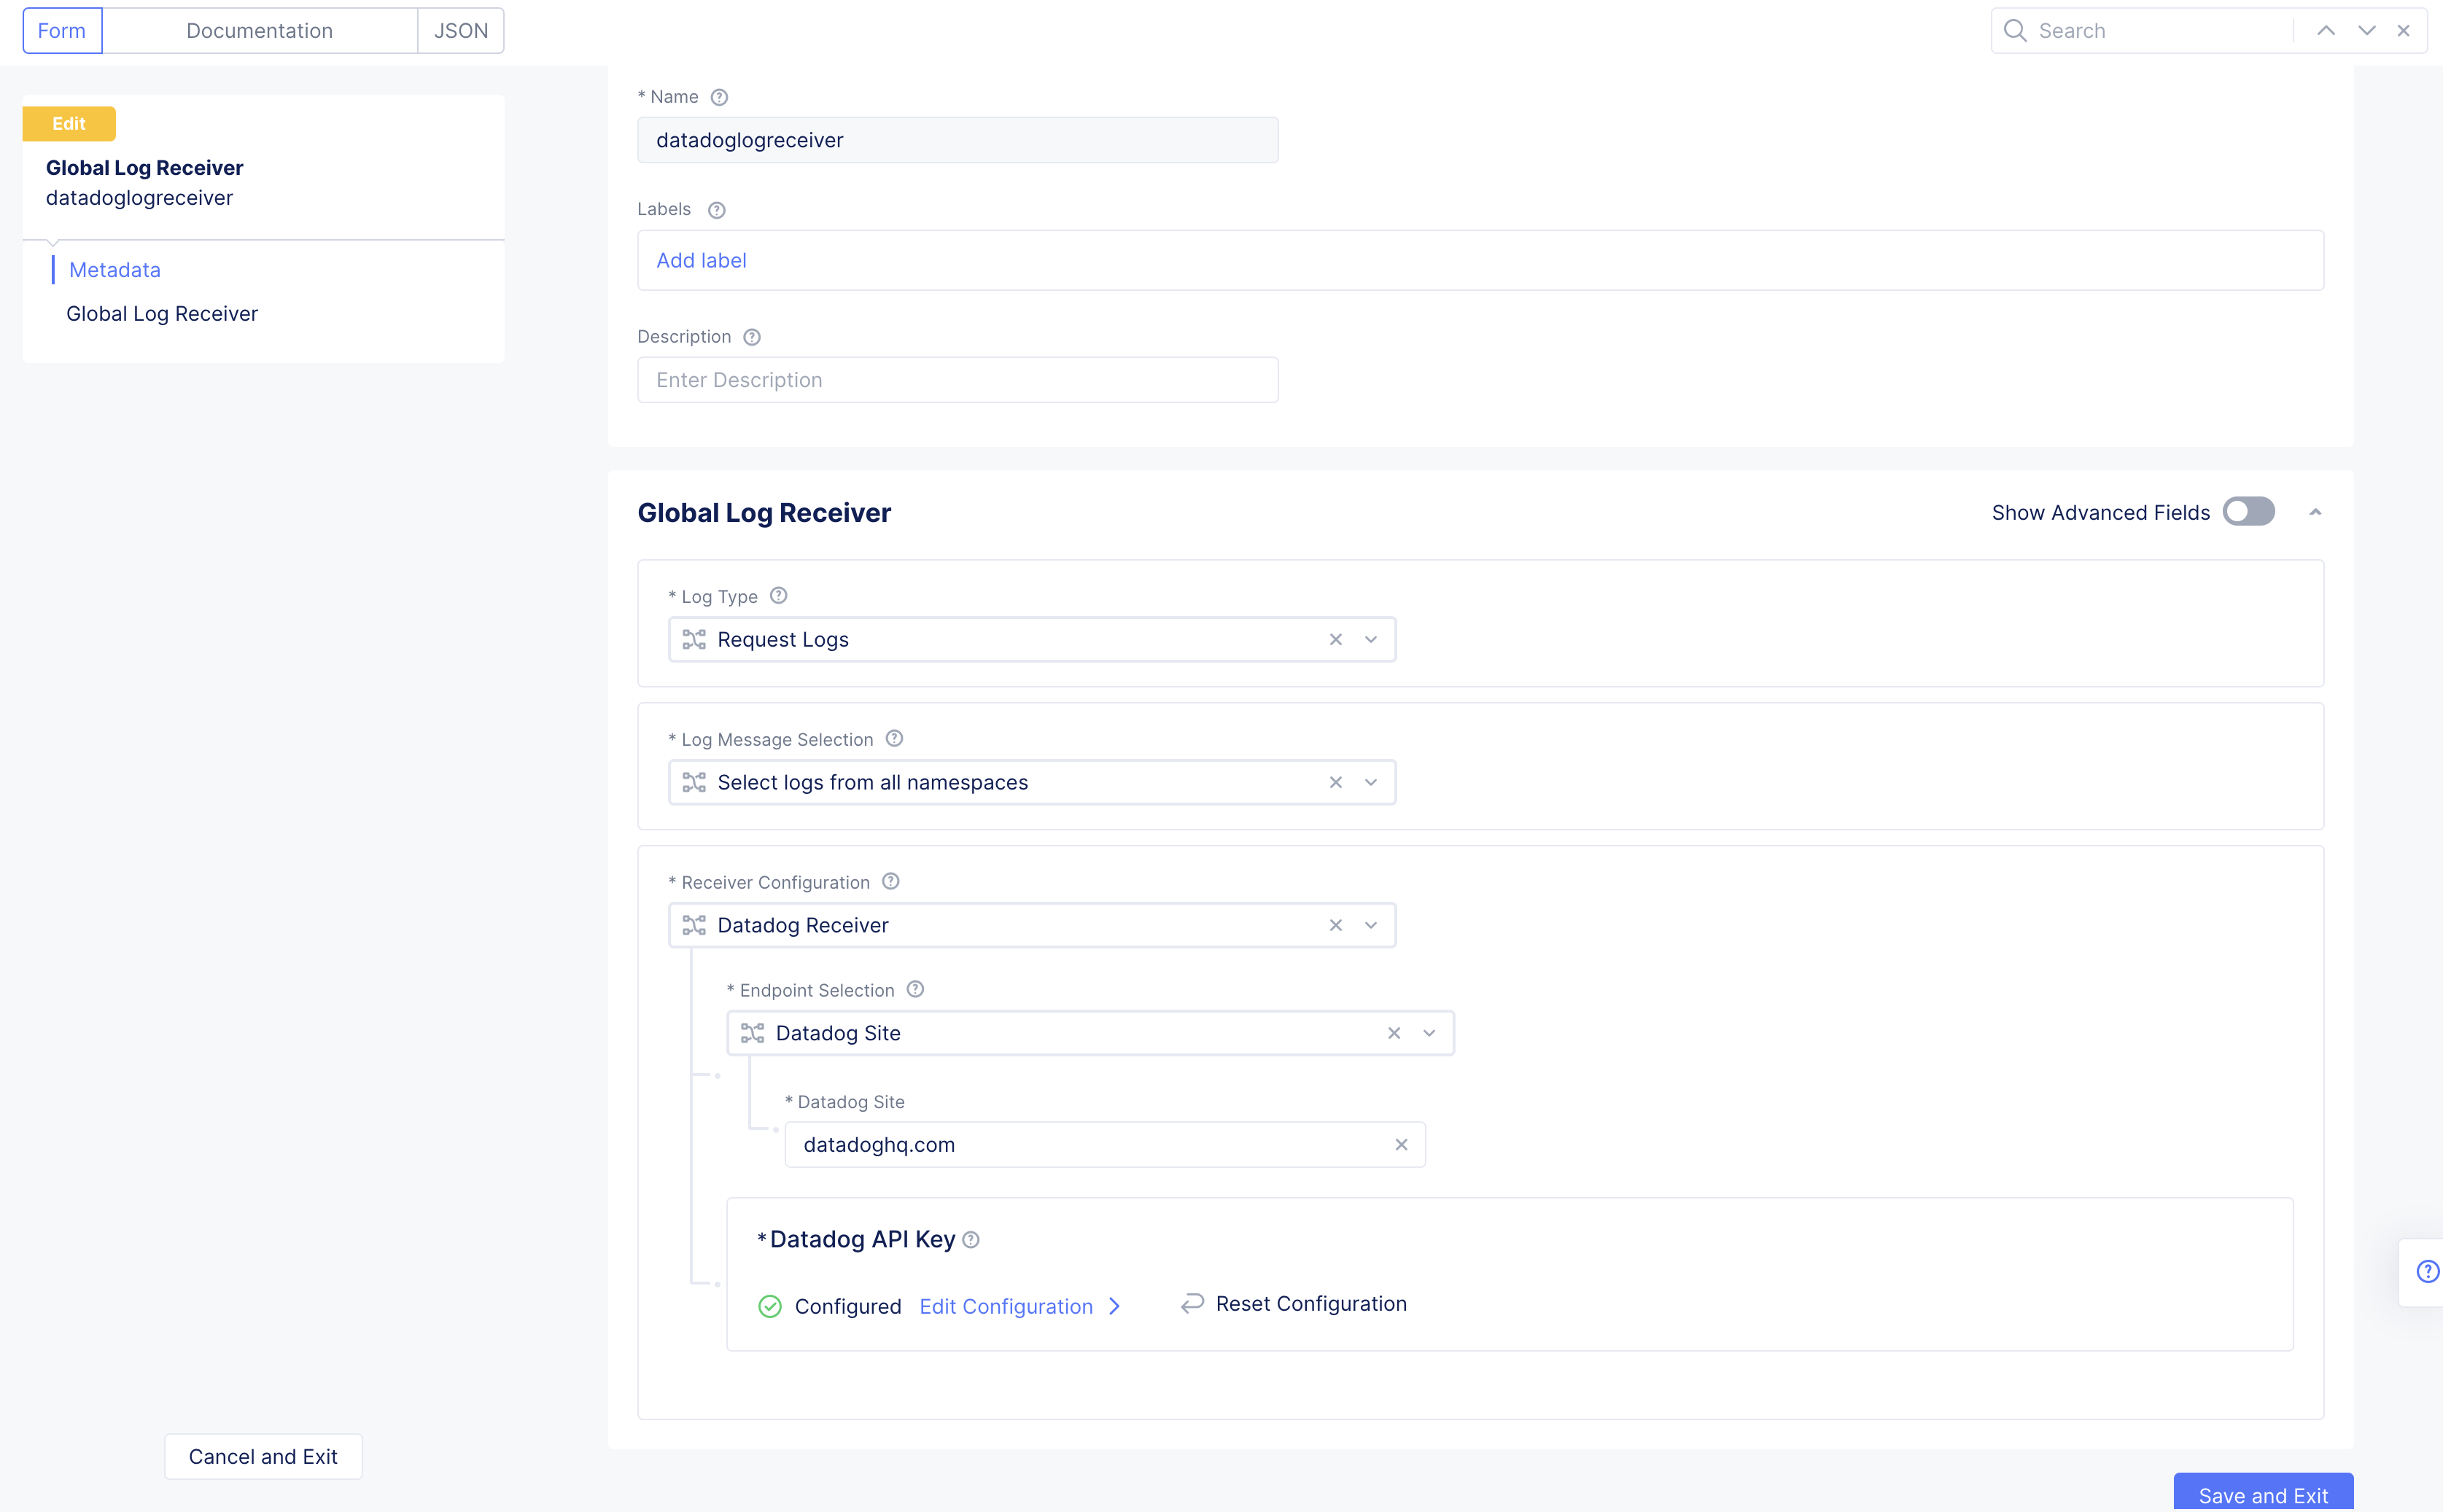 Form
Documentation
JSON
Search
Edit
Global Log Receiver
datadoglogreceiver
Metadata
Global Log Receiver
* Name
datadoglogreceiver
Labels
Add label
Description
Enter Description
Global Log Receiver
Show Advanced Fields
* Log Type
Request Logs
* Log Message Selection
Select logs from all namespaces
* Receiver Configuration
Datadog Receiver
* Endpoint Selection
Datadog Site
* Datadog Site
datadoghq.com
* Datadog API Key
Configured
Edit Configuration
Reset Configuration
Cancel and Exit
Save and Exit